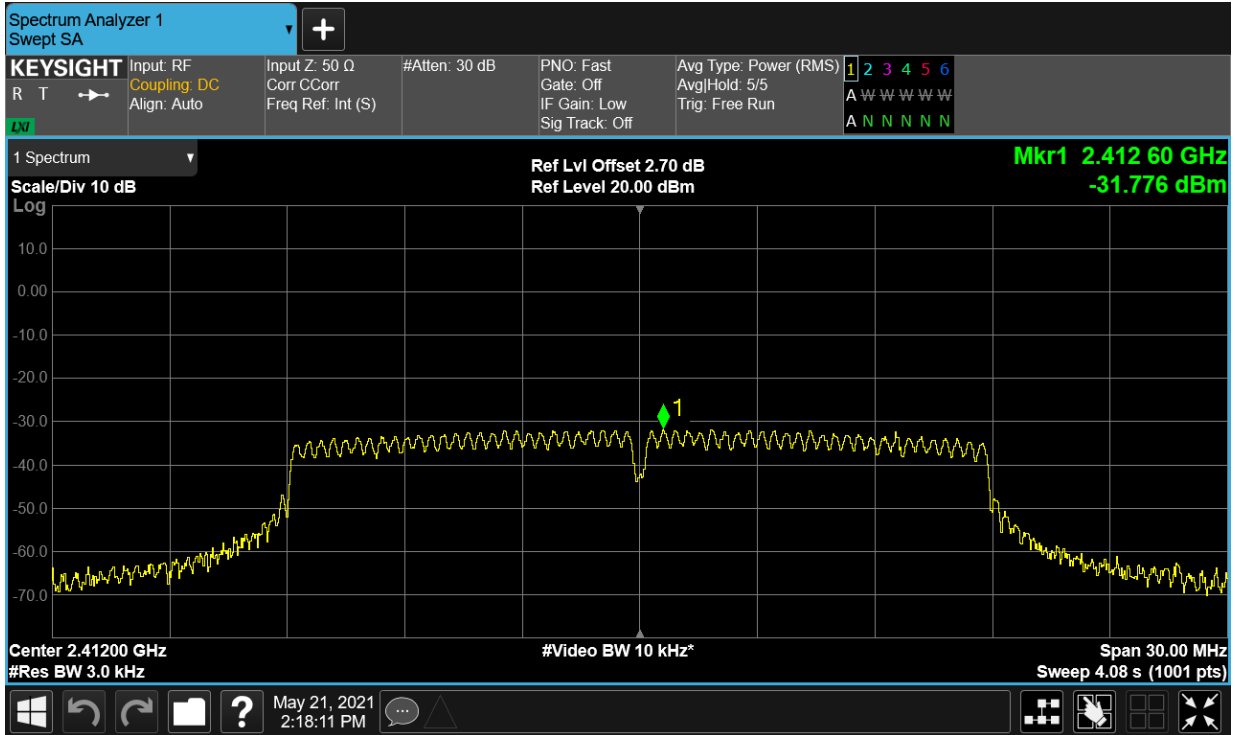 Spectrum Analyzer 1
Swept SA
+
KEYSIGHT
R T
LXI
Input: RF
Coupling: DC
Align: Auto
Input Z: 50 Ω
Corr CCorr
Freq Ref: Int (S)
#Atten: 30 dB
PNO: Fast
Gate: Off
IF Gain: Low
Sig Track: Off
Avg Type: Power (RMS)
Avg|Hold: 5/5
Trig: Free Run
1 2 3 4 5 6
A W W W W W
A N N N N N
1 Spectrum
Scale/Div 10 dB
Log
Ref Lvl Offset 2.70 dB
Ref Level 20.00 dBm
Mkr1 2.412 60 GHz
-31.776 dBm
10.0
0.00
-10.0
-20.0
-30.0
-40.0
-50.0
-60.0
-70.0
1
Center 2.41200 GHz
#Res BW 3.0 kHz
#Video BW 10 kHz*
Span 30.00 MHz
Sweep 4.08 s (1001 pts)
?
May 21, 2021
2:18:11 PM